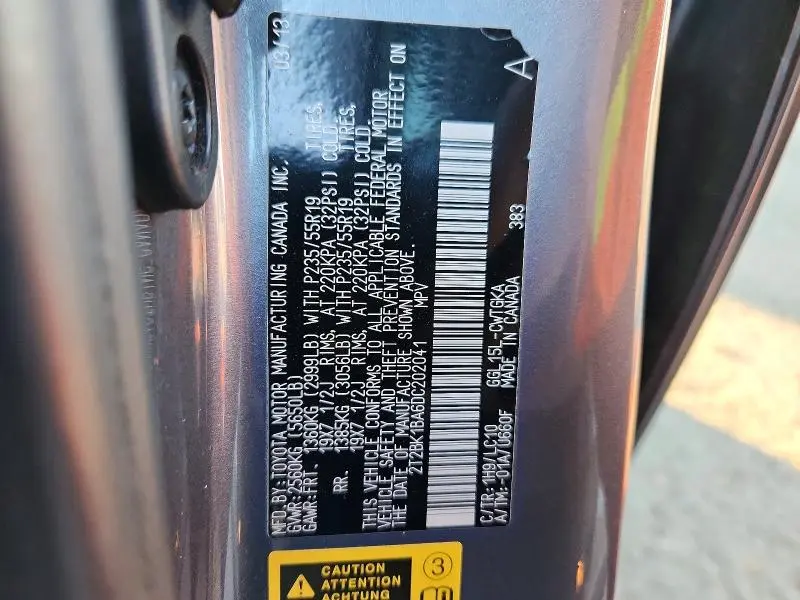 MFD.BY:TOYOTA MOTOR MANUFACTURING CANADA INC. 03/13
GVWR:2560KG (5650LB)
GAWR:FRT. 1360KG (2999LB) WITH P235/55R19 TIRES,
19X7 1/2J RIMS, AT 220KPA (32PSI) COLD.
RR. 1385KG (3056LB) WITH P235/55R19 TIRES,
19X7 1/2J RIMS, AT 220KPA (32PSI) COLD.
THIS VEHICLE CONFORMS TO ALL APPLICABLE FEDERAL MOTOR
VEHICLE SAFETY AND THEFT PREVENTION STANDARDS IN EFFECT ON
THE DATE OF MANUFACTURE SHOWN ABOVE.
2T2BK1BA6DC202041 MPV
C/TR:1H9A/C10 GGL15L-CWTGKA 383 A
A/TM:-01A/U660F MADE IN CANADA
CAUTION
ATTENTION
ACHTUNG
3